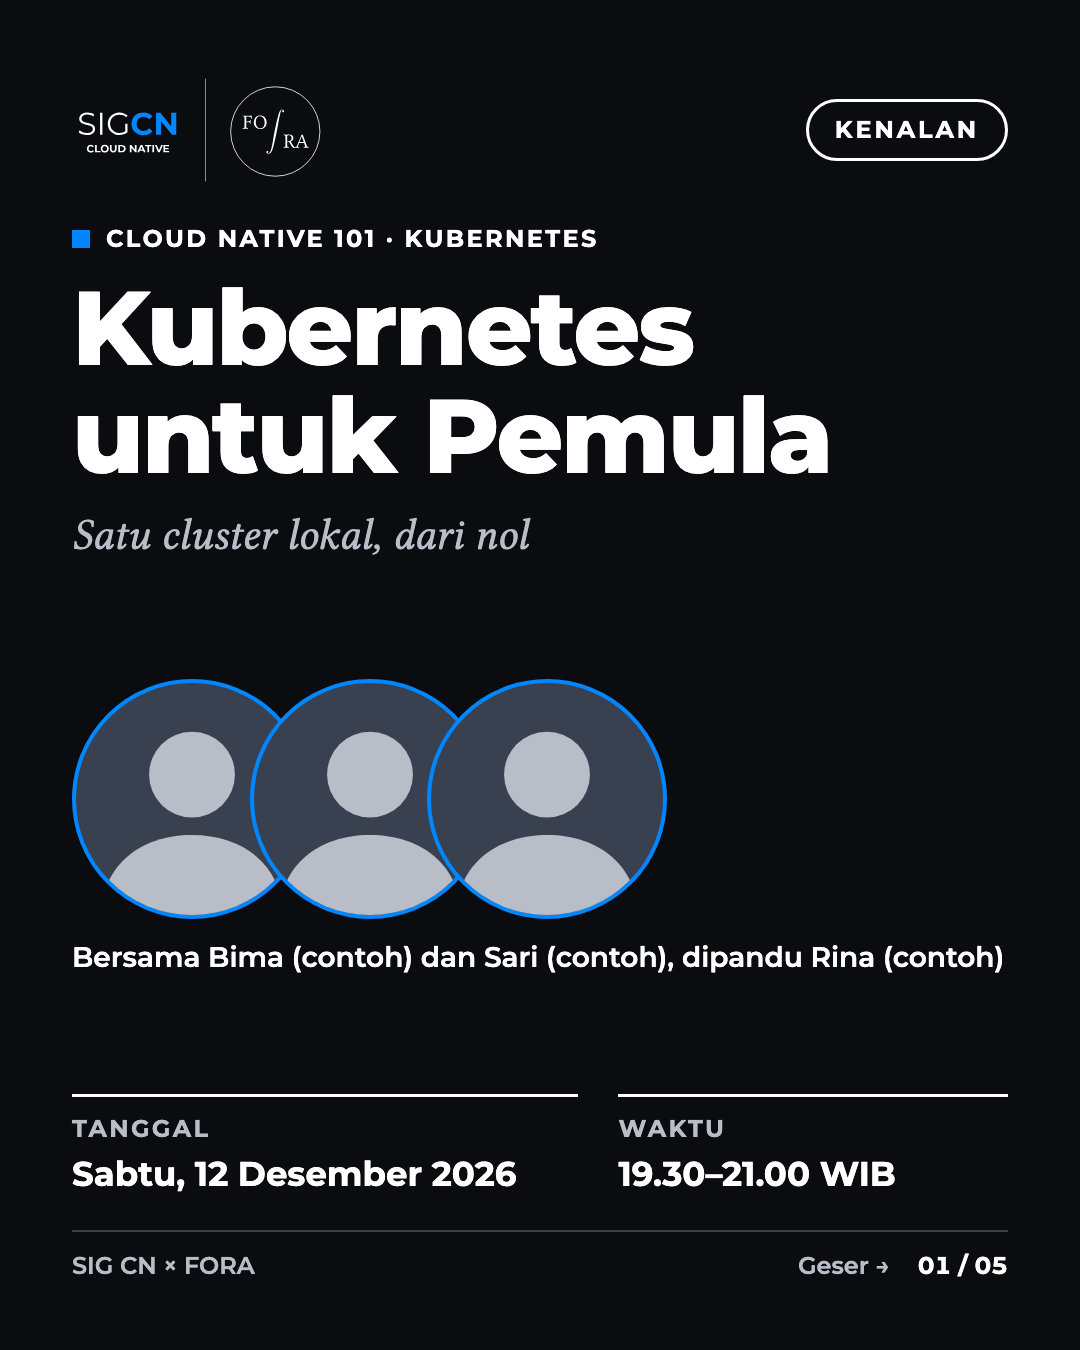 SIGCN
CLOUD NATIVE
FO
RA
KENALAN
CLOUD NATIVE 101 · KUBERNETES
Kubernetes
untuk Pemula
Satu cluster lokal, dari nol
Bersama Bima (contoh) dan Sari (contoh), dipandu Rina (contoh)
TANGGAL
Sabtu, 12 Desember 2026
WAKTU
19.30–21.00 WIB
SIG CN × FORA
Geser → 01 / 05